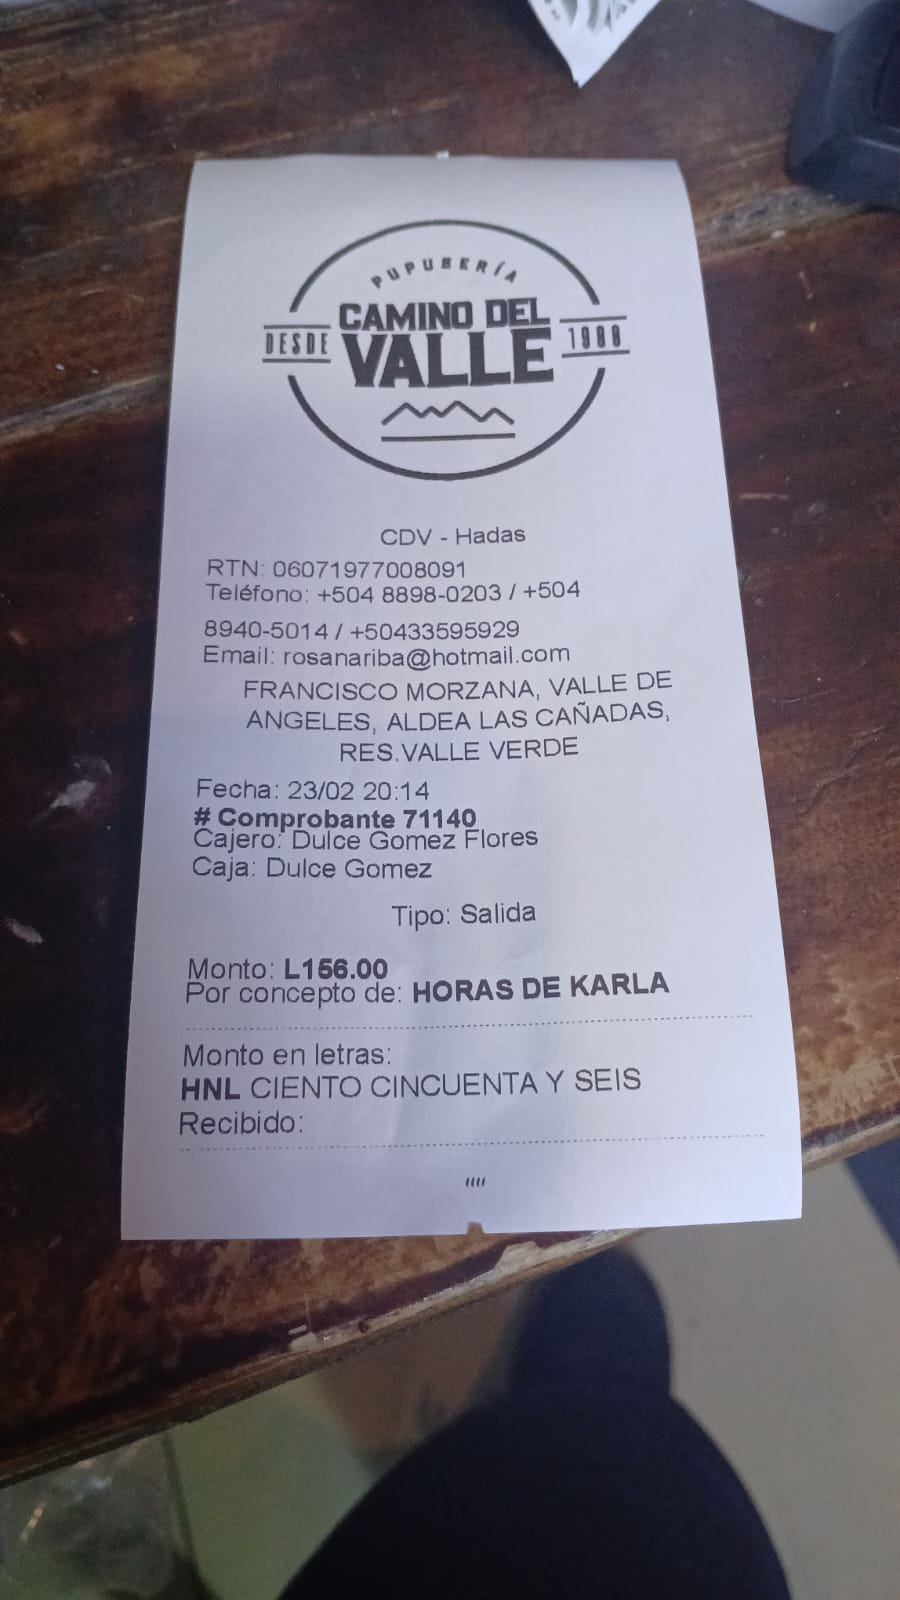 PUPUSERÍA
CAMINO DEL
DESDE VALLE 1988
CDV - Hadas
RTN: 06071977008091
Teléfono: +504 8898-0203 / +504
8940-5014 / +50433595929
Email: rosanariba@hotmail.com
FRANCISCO MORZANA, VALLE DE
ANGELES, ALDEA LAS CAÑADAS,
RES.VALLE VERDE
Fecha: 23/02 20:14
# Comprobante 71140
Cajero: Dulce Gomez Flores
Caja: Dulce Gomez
Tipo: Salida
Monto: L156.00
Por concepto de: HORAS DE KARLA
Monto en letras:
HNL CIENTO CINCUENTA Y SEIS
Recibido: